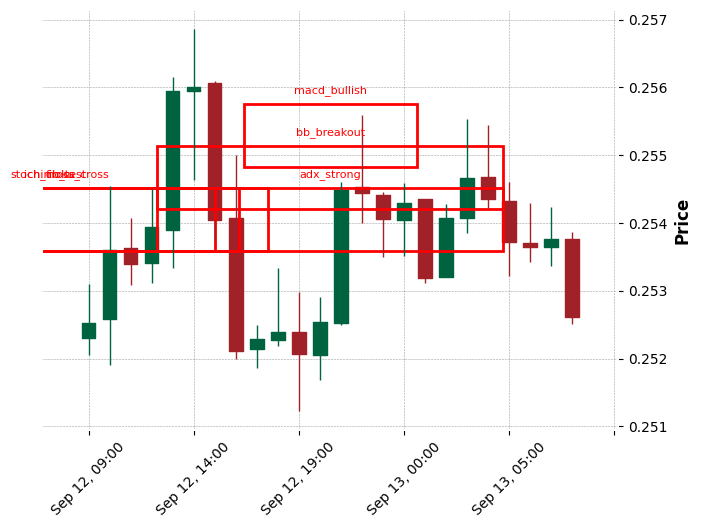 0.257
0.256
macd_bullish
bb_breakout
0.255
adx_strong
0.254
Price
0.253
0.252
0.251
Sep 12, 09:00
Sep 12, 14:00
Sep 12, 19:00
Sep 13, 00:00
Sep 13, 05:00